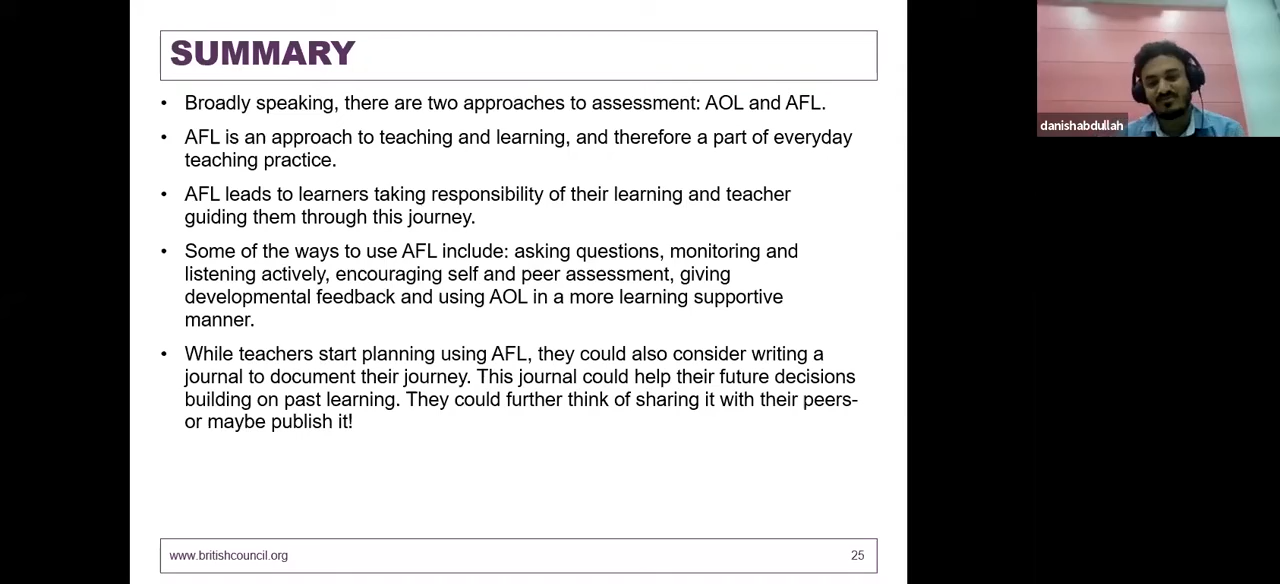 SUMMARY
• Broadly speaking, there are two approaches to assessment: AOL and AFL.
• AFL is an approach to teaching and learning, and therefore a part of everyday
teaching practice.
• AFL leads to learners taking responsibility of their learning and teacher
guiding them through this journey.
• Some of the ways to use AFL include: asking questions, monitoring and
listening actively, encouraging self and peer assessment, giving
developmental feedback and using AOL in a more learning supportive
manner.
• While teachers start planning using AFL, they could also consider writing a
journal to document their journey. This journal could help their future decisions
building on past learning. They could further think of sharing it with their peers-
or maybe publish it!
www.britishcouncil.org
25
danishabdullah